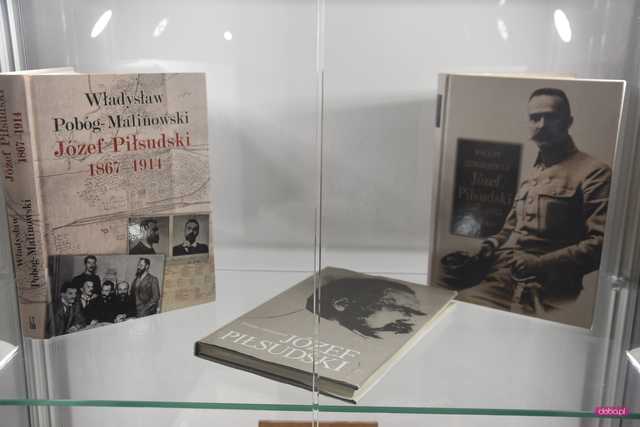 Władysław
Pobóg-Malinowski
Józef Piłsudski
1867–1914
Józef Piłsudski
1867-1914
Władysław
Pobóg-Malinowski
JÓZEF
PIŁSUDSKI
Józef
Piłsudski
doba.pl